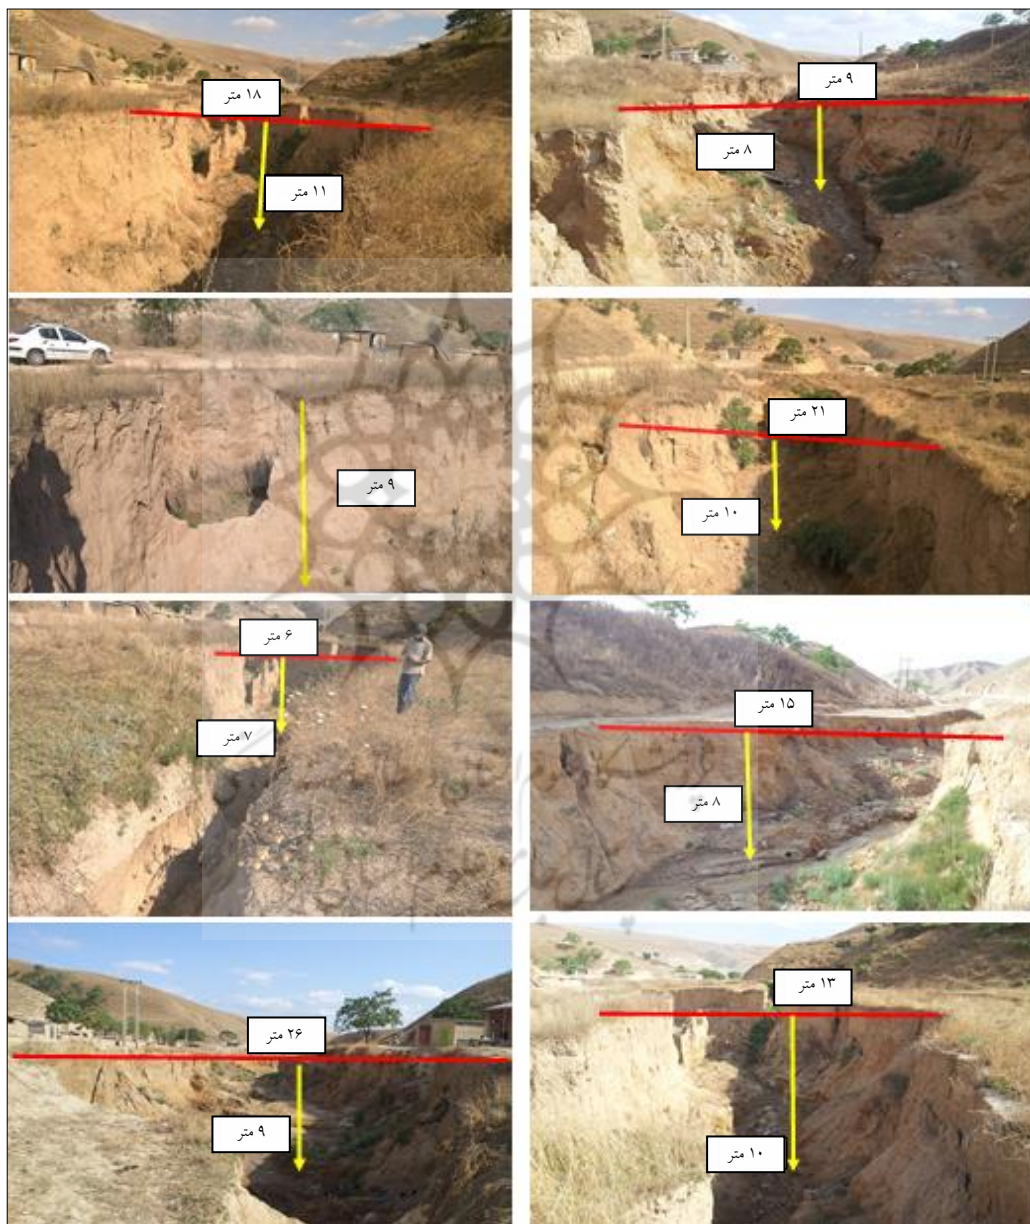 ۱۸ متر
۱۱ متر
۹ متر
۸ متر
۹ متر
۲۱ متر
۱۰ متر
۶ متر
۷ متر
۱۵ متر
۸ متر
۲۶ متر
۹ متر
۱۳ متر
۱۰ متر